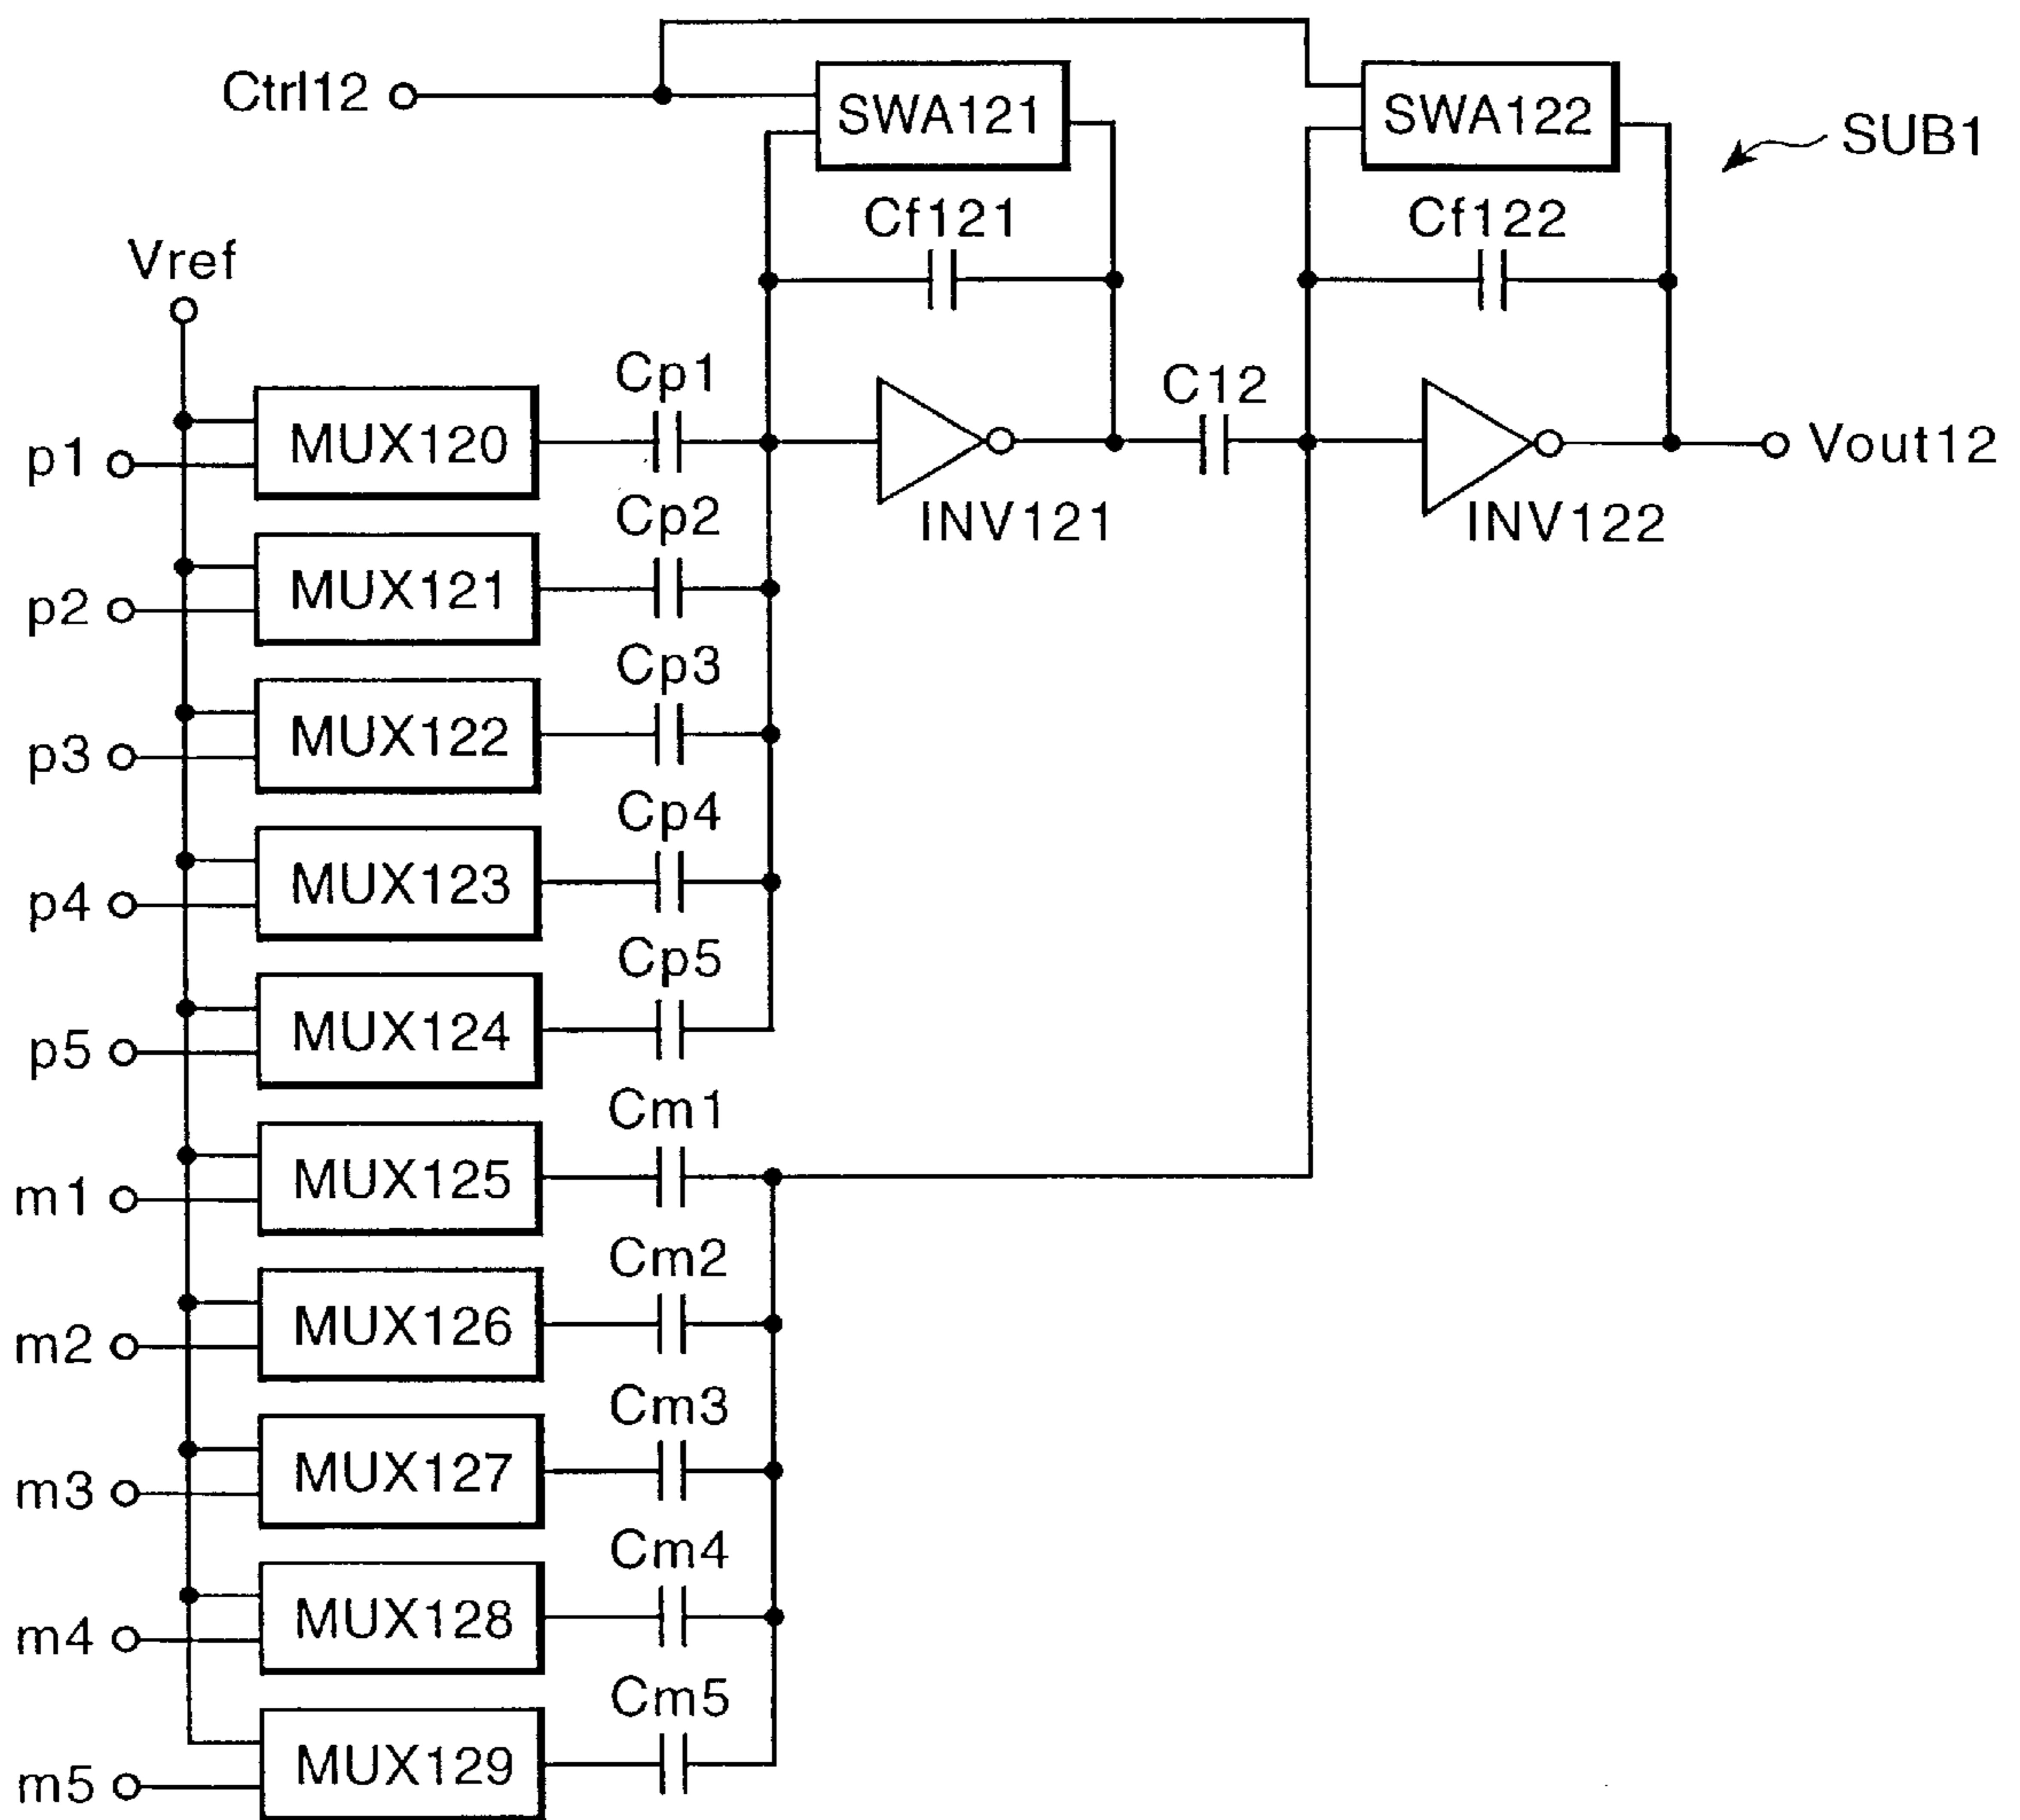 Ctrl12
SWA121
SWA122
SUB1
Cf121
Cf122
Vref
Cp1
C12
p1
MUX120
Vout12
INV121
INV122
Cp2
p2
MUX121
Cp3
p3
MUX122
Cp4
p4
MUX123
Cp5
p5
MUX124
Cm1
m1
MUX125
Cm2
m2
MUX126
Cm3
m3
MUX127
Cm4
m4
MUX128
Cm5
m5
MUX129